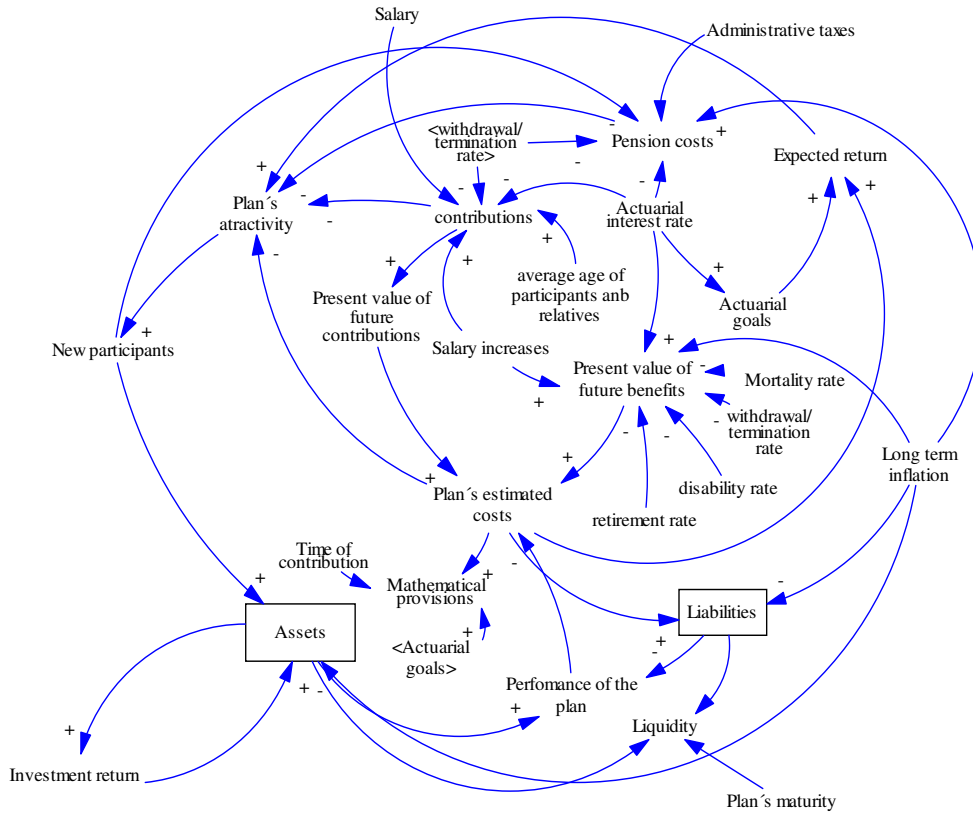 Salary
Administrative taxes
<withdrawal/
termination
rate>
-
-
+
Pension costs
-
Expected return
+
-
-
-
-
+
+
Plan´s
atractivity
-
-
contributions
Actuarial
interest rate
-
+
+
+
-
+
average age of
participants anb
relatives
Present value of
future
contributions
Actuarial
goals
+
New participants
Salary increases
+
Present value of
future benefits
-
Mortality rate
+
-
withdrawal/
termination
rate
-
-
+
+
Long term
inflation
Plan´s estimated
costs
disability rate
retirement rate
Time of
contribution
+
+
-
-
Mathematical
provisions
Assets
Liabilities
+
<Actuarial
goals>
-
+
+
-
Perfomance of the
plan
+
+
Liquidity
Investment return
Plan´s maturity